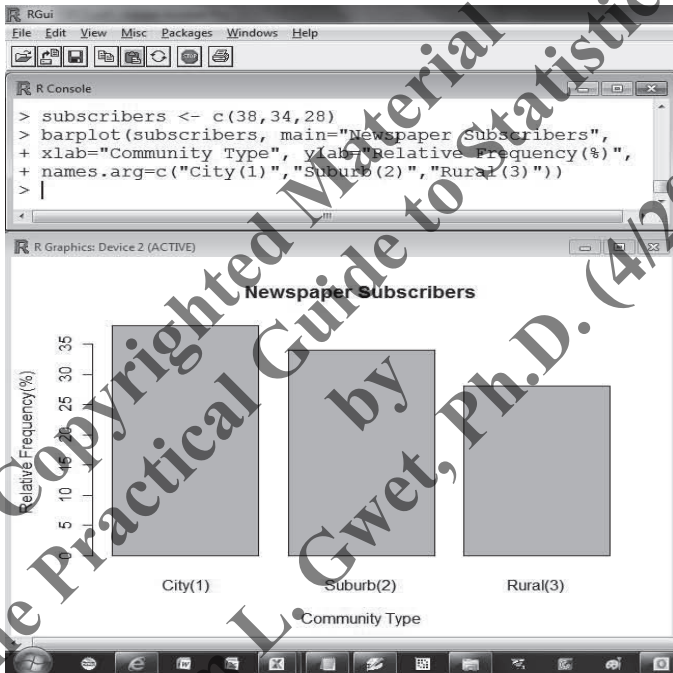 RGui
File Edit View Misc Packages Windows Help
R Console
> subscribers <- c(38,34,28)
> barplot(subscribers, main="Newspaper Subscribers",
+ xlab="Community Type", ylab="Relative Frequency(%)",
+ names.arg=c("City(1)","Suburb(2)","Rural(3)"))
> |
R Graphics: Device 2 (ACTIVE)
Newspaper Subscribers
Relative Frequency(%)
35
30
25
20
15
10
5
0
City(1) Suburb(2) Rural(3)
Community Type
Copyrighted Material
Practical Guide to Statistic
by
L. Gwet, Ph.D. (4/2